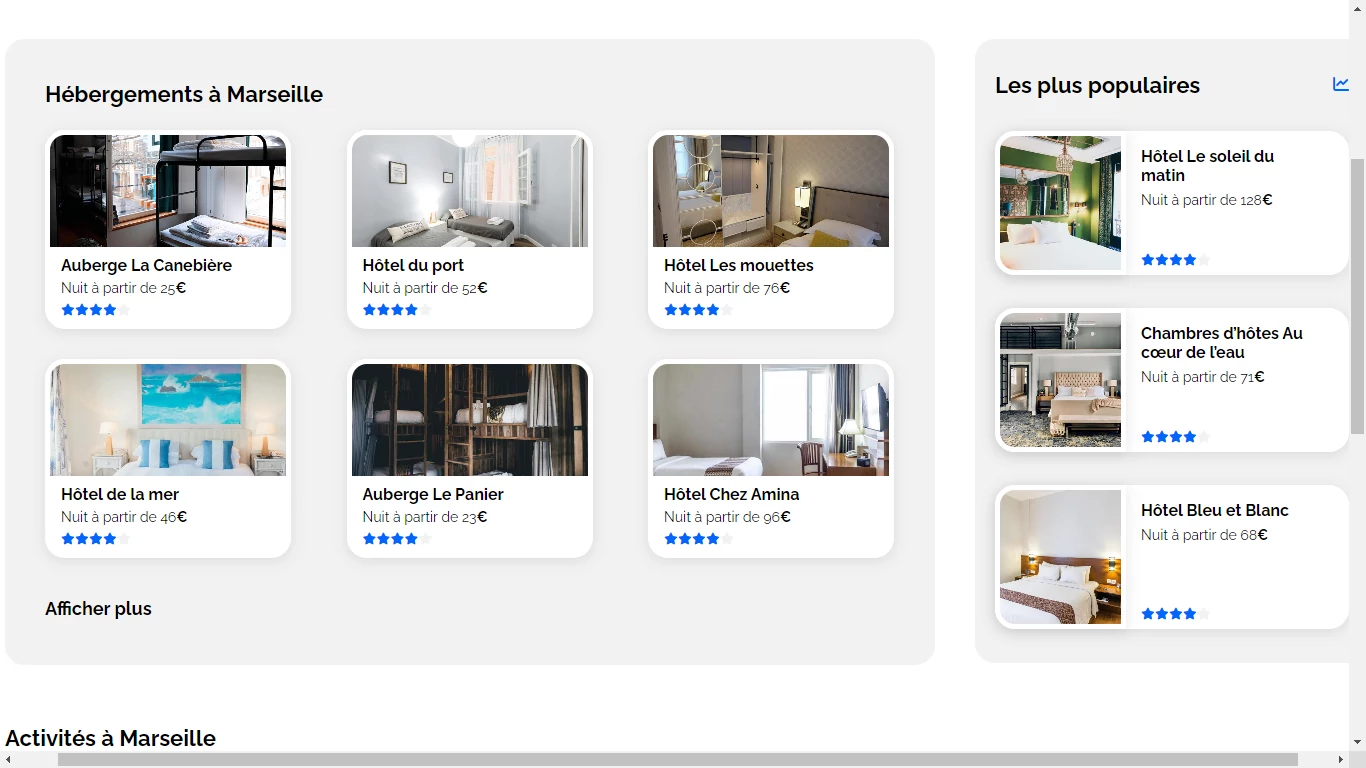 Hébergements à Marseille
Auberge La Canebière
Nuit à partir de 25€
Hôtel du port
Nuit à partir de 52€
Hôtel Les mouettes
Nuit à partir de 76€
Hôtel de la mer
Nuit à partir de 46€
Auberge Le Panier
Nuit à partir de 23€
Hôtel Chez Amina
Nuit à partir de 96€
Afficher plus
Les plus populaires
Hôtel Le soleil du
matin
Nuit à partir de 128€
Chambres d’hôtes Au
cœur de l’eau
Nuit à partir de 71€
Hôtel Bleu et Blanc
Nuit à partir de 68€
Activités à Marseille